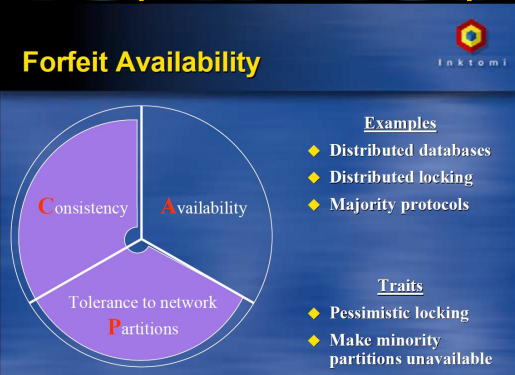 Forfeit Availability
Inktomi
Consistency
Availability
Tolerance to network
Partitions
Examples
Distributed databases
Distributed locking
Majority protocols
Traits
Pessimistic locking
Make minority
partitions unavailable